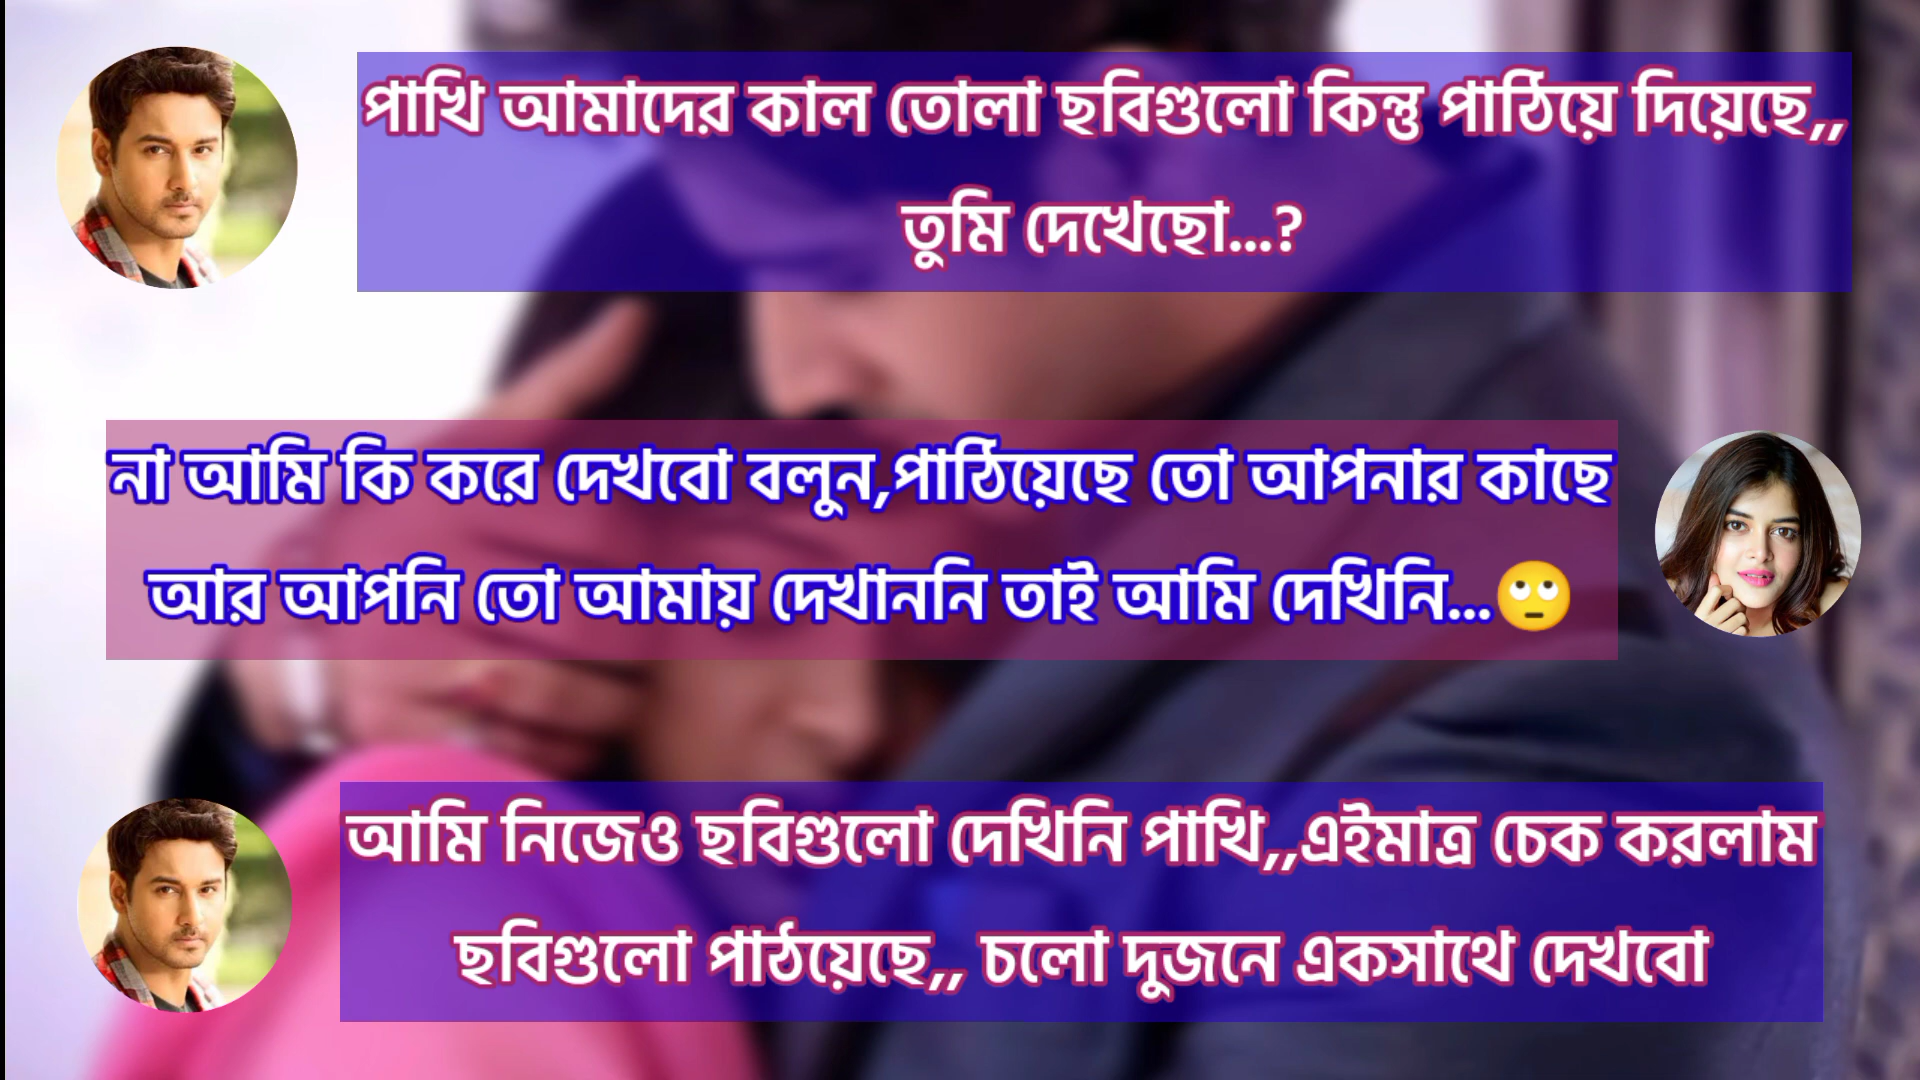 পাখি আমাদের কাল তোলা ছবিগুলো কিন্তু পাঠিয়ে দিয়েছে,,
তুমি দেখেছো...?
না আমি কি করে দেখবো বলুন,পাঠিয়েছে তো আপনার কাছে
আর আপনি তো আমায় দেখাননি তাই আমি দেখিনি...🙄
আমি নিজেও ছবিগুলো দেখিনি পাখি,,এইমাত্র চেক করলাম
ছবিগুলো পাঠয়েছে,, চলো দুজনে একসাথে দেখবো